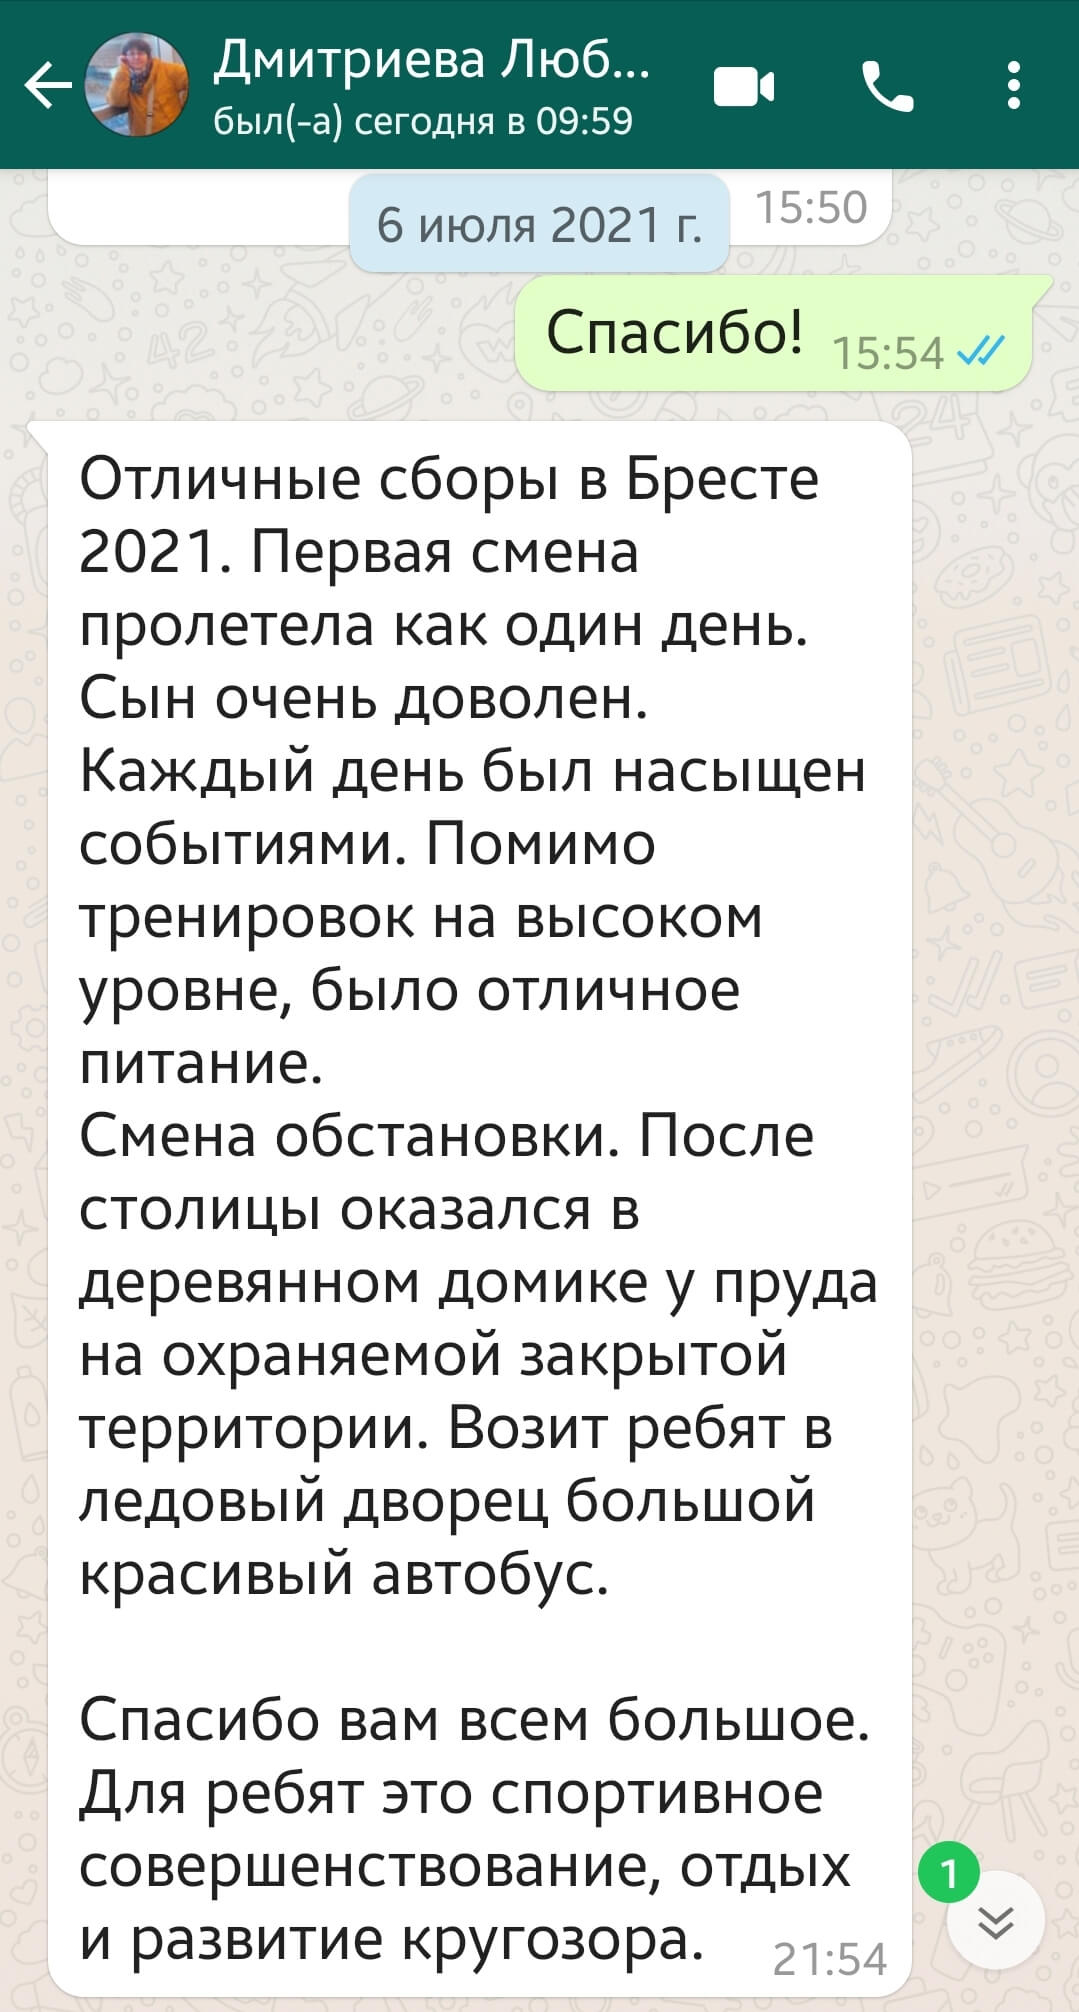 Дмитриева Люб...
был(-а) сегодня в 09:59
15:50
6 июля 2021 г.
Спасибо! 15:54
Отличные сборы в Бресте
2021. Первая смена
пролетела как один день.
Сын очень доволен.
Каждый день был насыщен
событиями. Помимо
тренировок на высоком
уровне, было отличное
питание.
Смена обстановки. После
столицы оказался в
деревянном домике у пруда
на охраняемой закрытой
территории. Возит ребят в
ледовый дворец большой
красивый автобус.
Спасибо вам всем большое.
Для ребят это спортивное
совершенствование, отдых
и развитие кругозора. 21:54
1